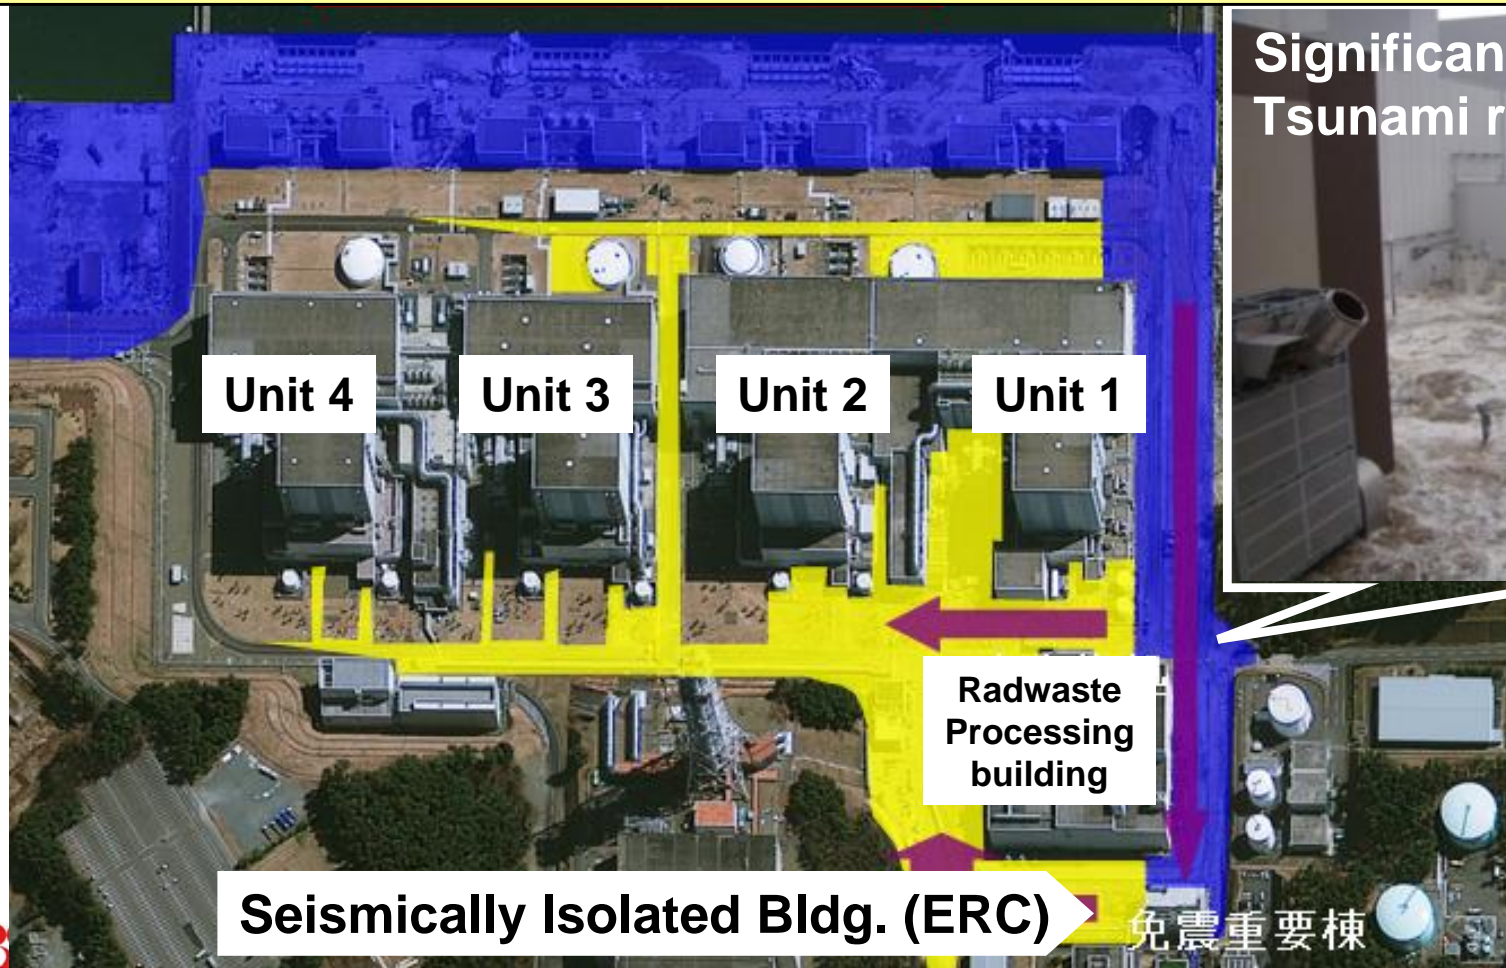 Significan
Tsunami r
Unit 4
Unit 3
Unit 2
Unit 1
Radwaste
Processing
building
Seismically Isolated Bldg. (ERC)
免震重要棟